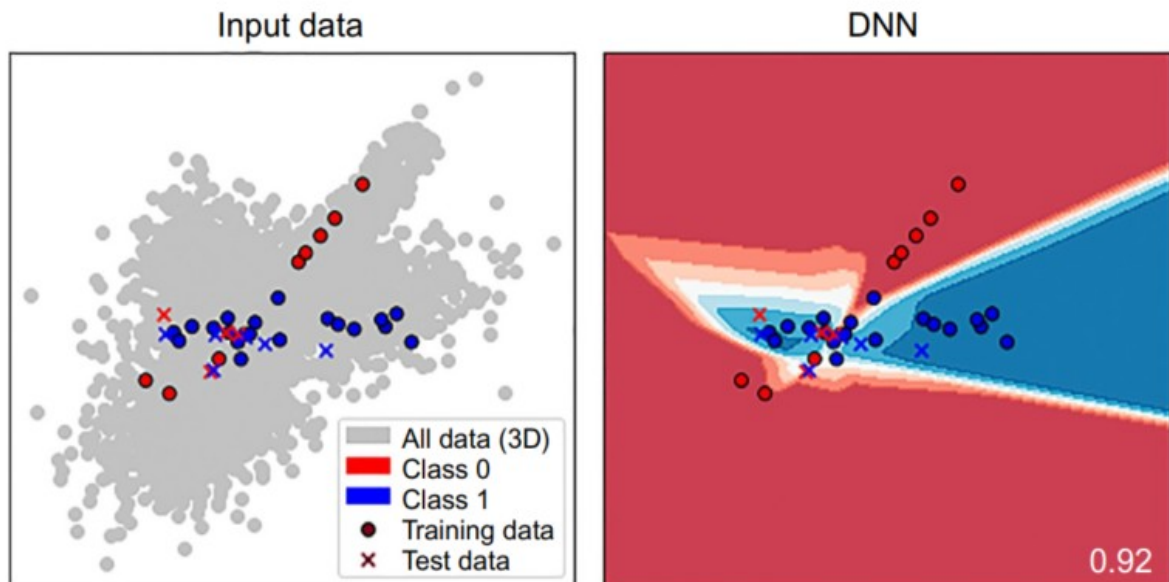 Input data
DNN
All data (3D)
Class 0
Class 1
Training data
Test data
0.92